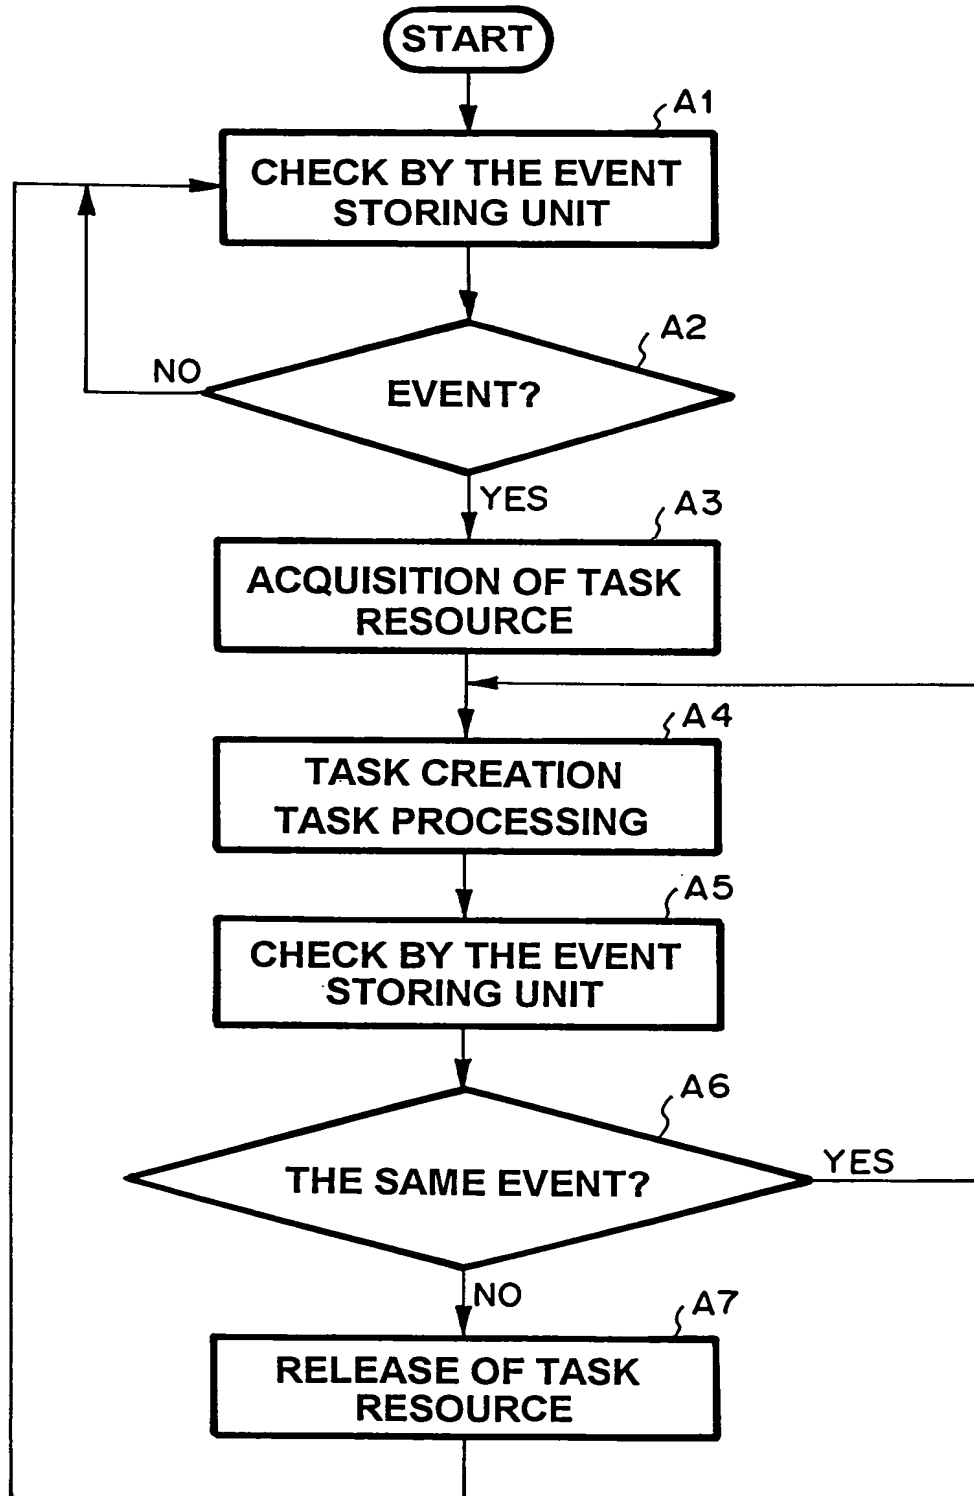 START
A1
CHECK BY THE EVENT
STORING UNIT
A2
EVENT?
NO
YES
A3
ACQUISITION OF TASK
RESOURCE
A4
TASK CREATION
TASK PROCESSING
A5
CHECK BY THE EVENT
STORING UNIT
A6
THE SAME EVENT?
YES
NO
A7
RELEASE OF TASK
RESOURCE